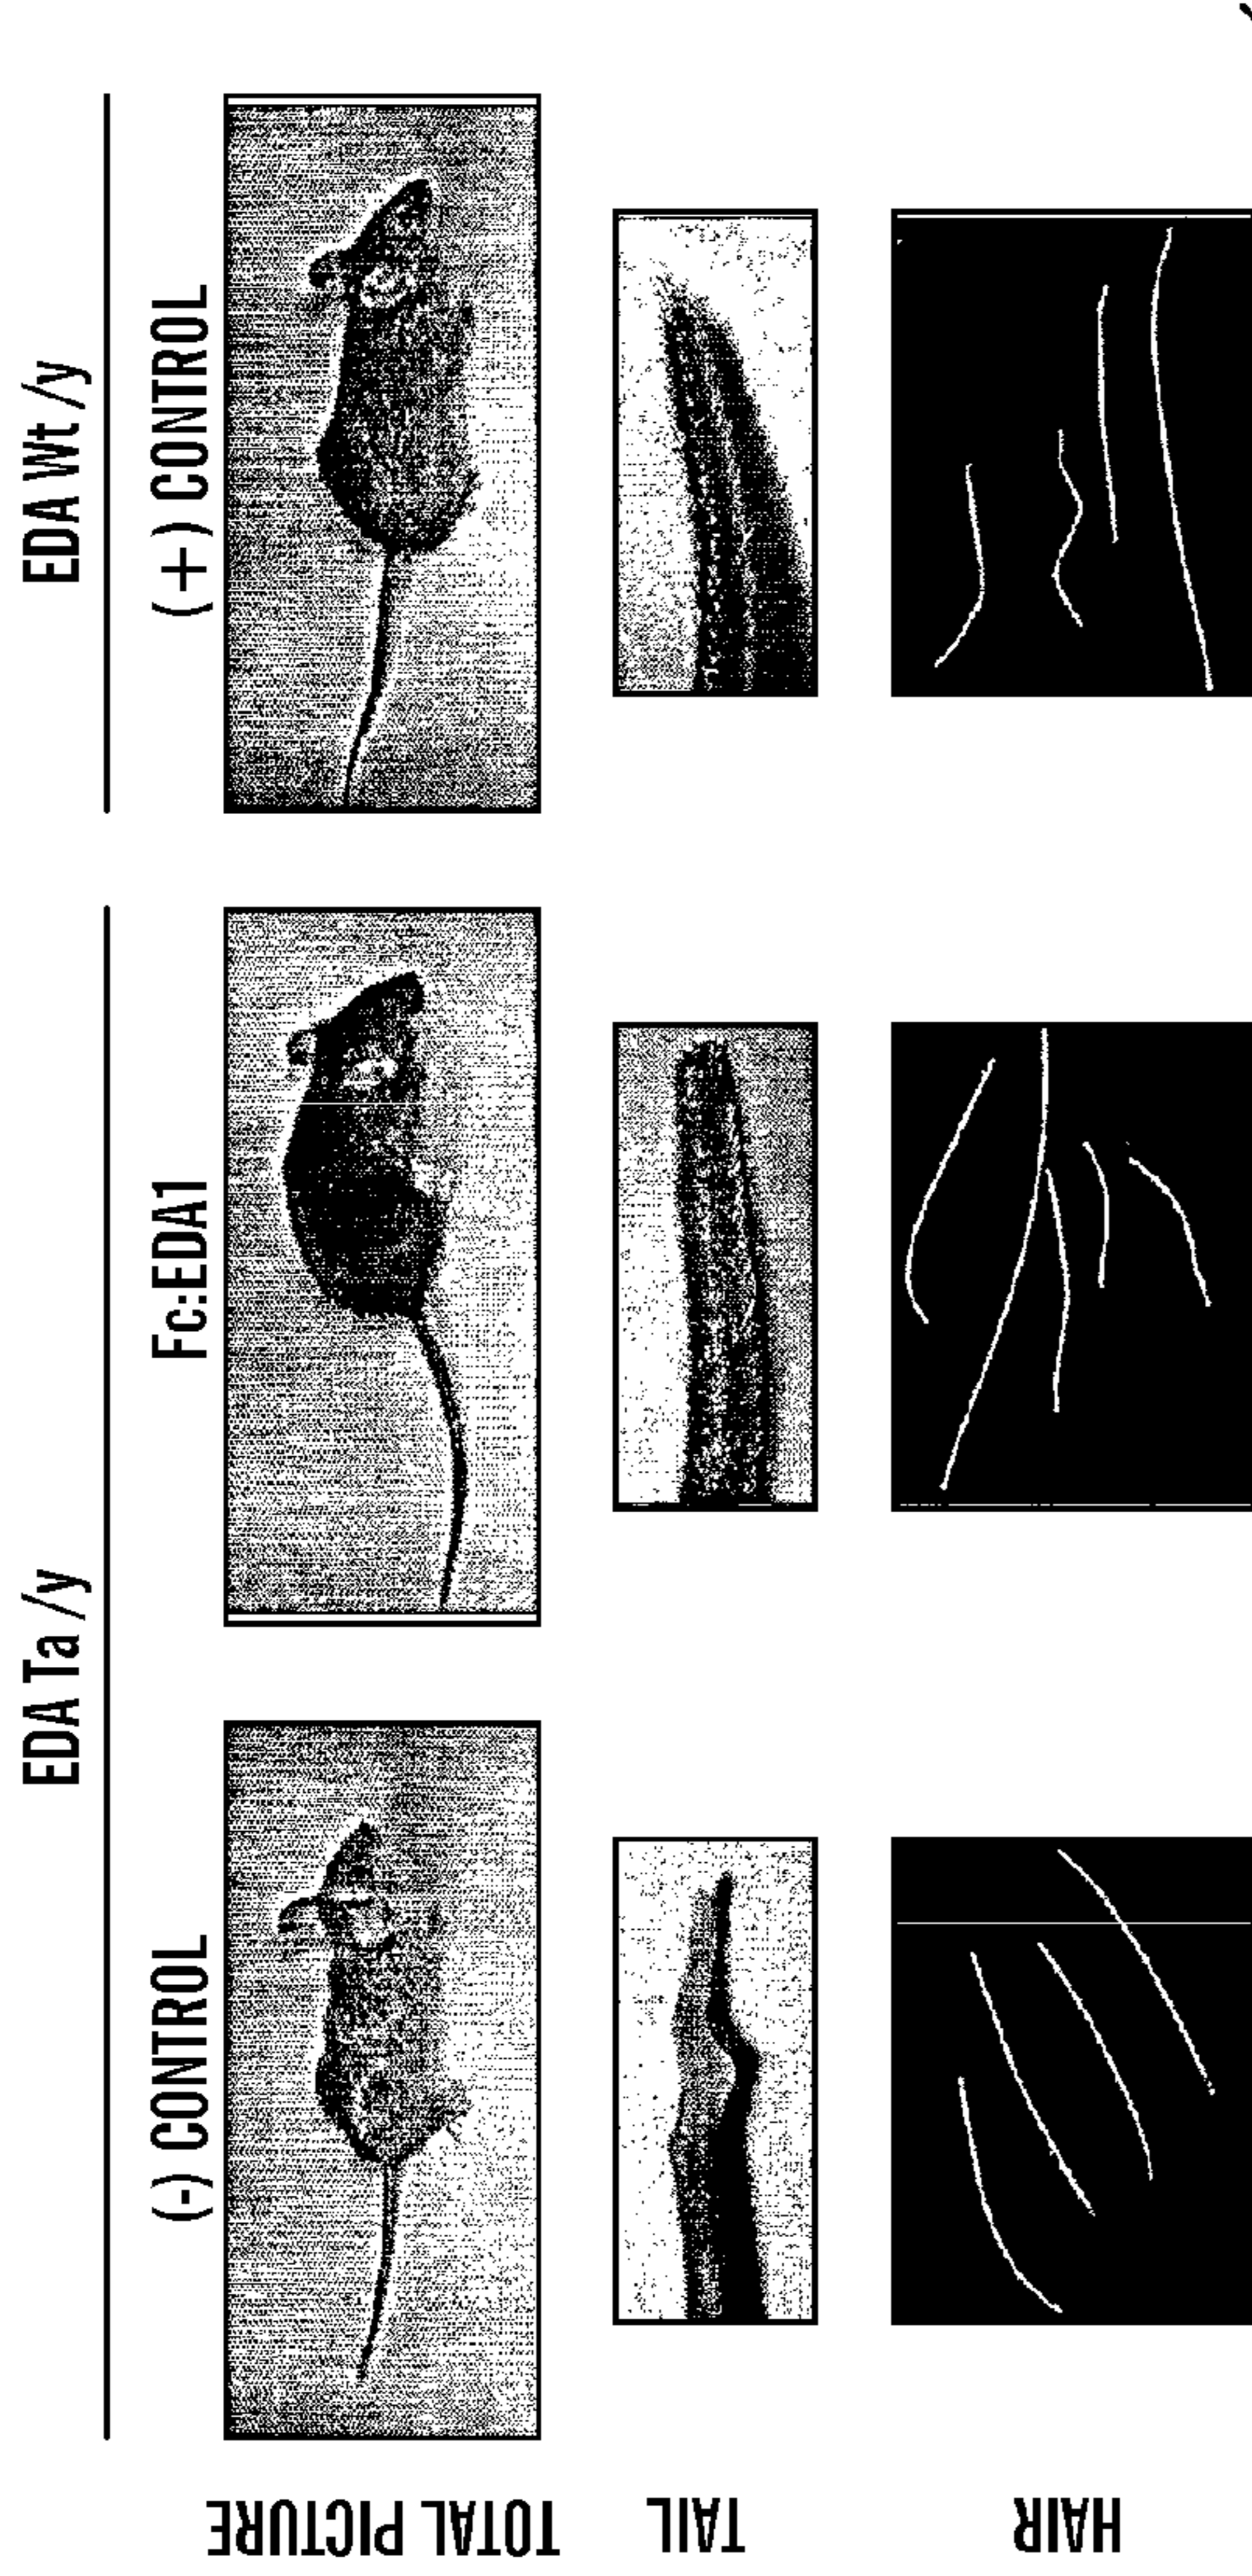 EDA Ta /y
EDA Wt /y
(-) CONTROL
Fc:EDA1
(+) CONTROL
TOTAL PICTURE
TAIL
HAIR